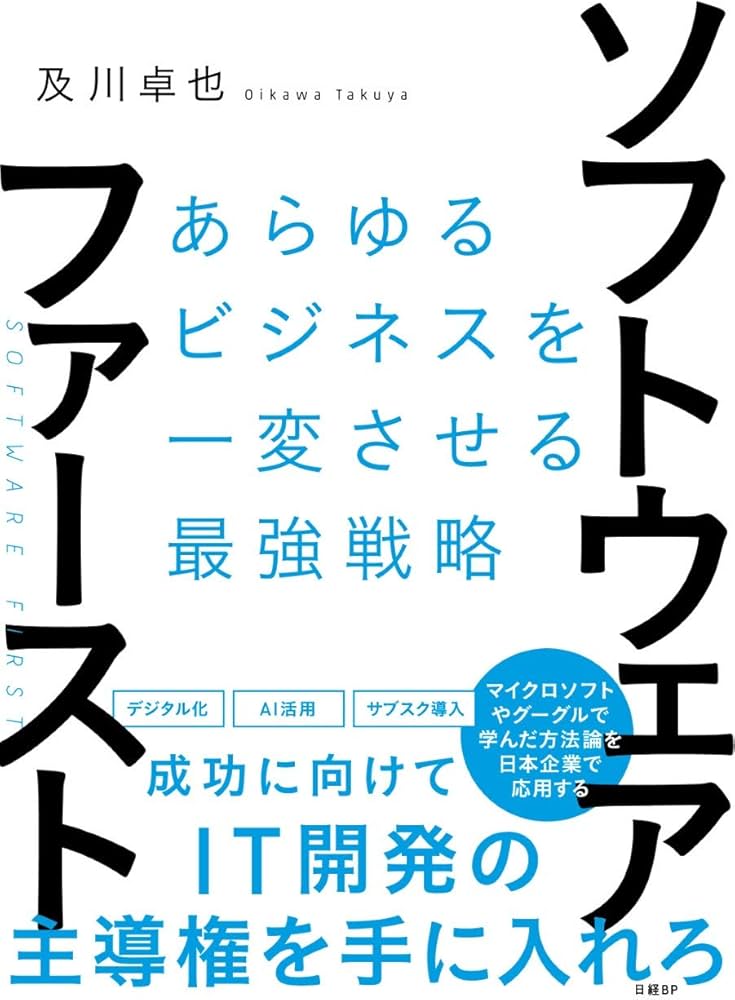 及川卓也 Oikawa Takuya
ソフトウェア
ファースト
SOFTWARE FIRST
あらゆる
ビジネスを
一変させる
最強戦略
デジタル化
AI活用
サブスク導入
マイクロソフト
やグーグルで
学んだ方法論を
日本企業で
応用する
成功に向けて
IT開発の
主導権を手に入れろ
日経BP